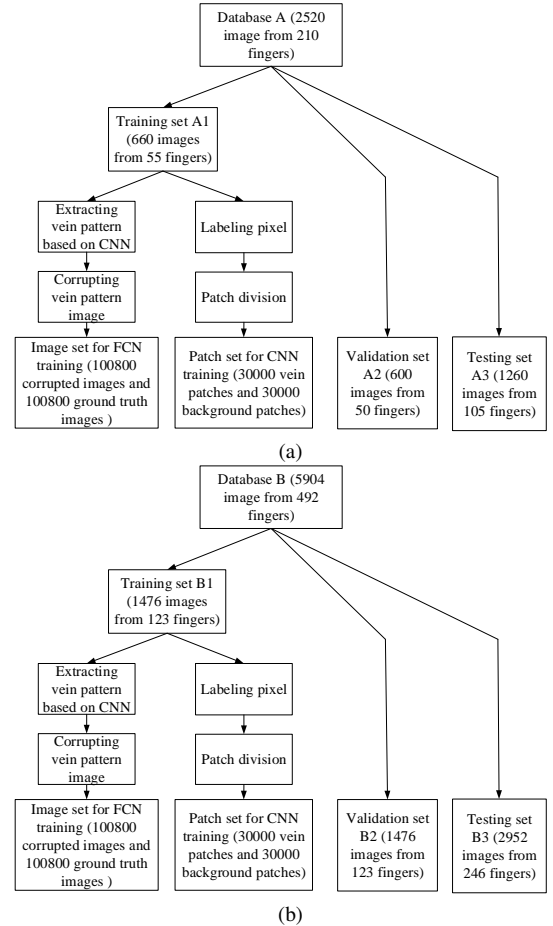 Database A (2520
image from 210
fingers)
Training set A1
(660 images
from 55 fingers)
Extracting
vein pattern
based on CNN
Labeling pixel
Corrupting
vein pattern
image
Patch division
Image set for FCN
training (100800
corrupted images and
100800 ground truth
images )
Patch set for CNN
training (30000 vein
patches and 30000
background patches)
Validation set
A2 (600
images from
50 fingers)
Testing set
A3 (1260
images from
105 fingers)
(a)
Database B (5904
image from 492
fingers)
Training set B1
(1476 images
from 123 fingers)
Extracting
vein pattern
based on CNN
Labeling pixel
Corrupting
vein pattern
image
Patch division
Image set for FCN
training (100800
corrupted images and
100800 ground truth
images )
Patch set for CNN
training (30000 vein
patches and 30000
background patches)
Validation set
B2 (1476
images from
123 fingers)
Testing set
B3 (2952
images from
246 fingers)
(b)